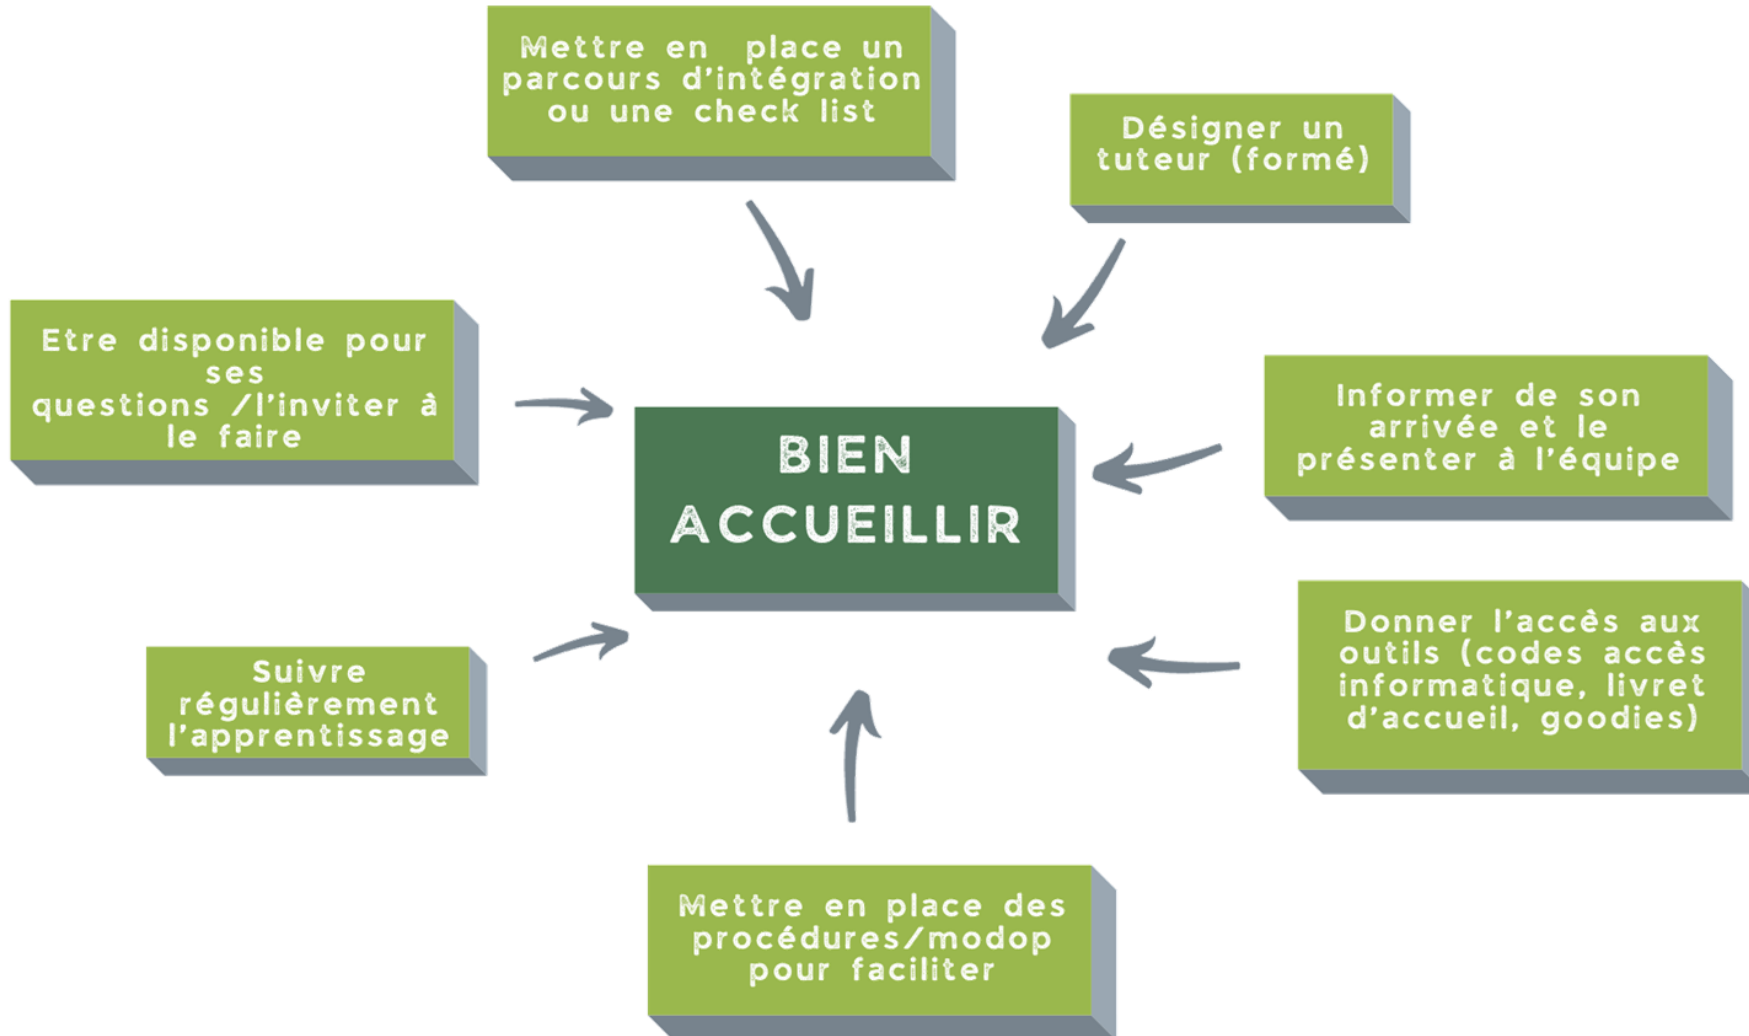 Mettre en place un
parcours d'intégration
ou une check list
Désigner un
tuteur (formé)
Etre disponible pour
ses
questions /l'inviter à
le faire
BIEN
ACCUEILLIR
Informer de son
arrivée et le
présenter à l'équipe
Suivre
régulièrement
l'apprentissage
Donner l'accès aux
outils (codes accès
informatique, livret
d'accueil, goodies)
Mettre en place des
procédures/modop
pour faciliter